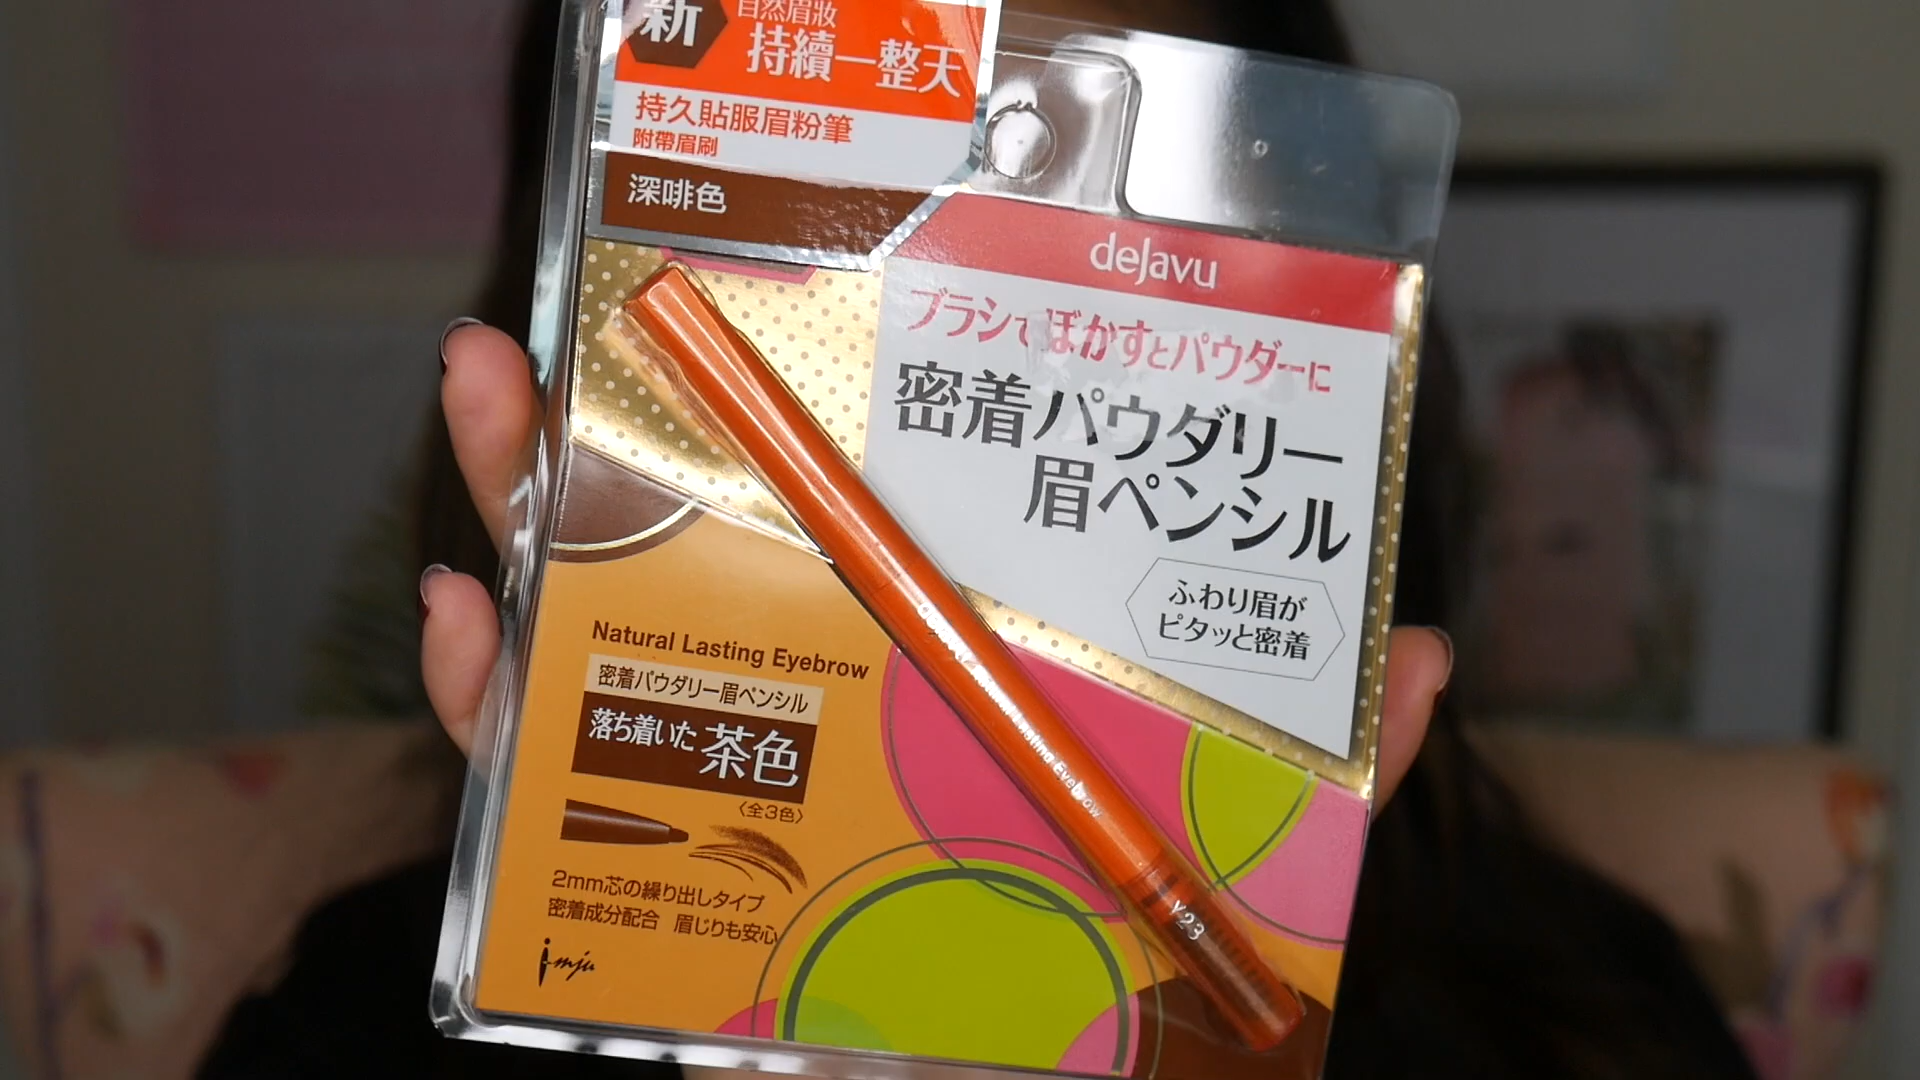 新
自然眉妝
持續一整天
持久貼服眉粉筆
附帶眉刷
深啡色
dejavu
ブラシでぼかすとパウダーに
密着パウダリー
眉ペンシル
ふわり眉が
ピタッと密着
Natural Lasting Eyebrow
密着パウダリー眉ペンシル
落ち着いた茶色
〈全3色〉
2mm芯の繰り出しタイプ
密着成分配合 眉じりも安心
imju
Lasting Eyebrow
Y23